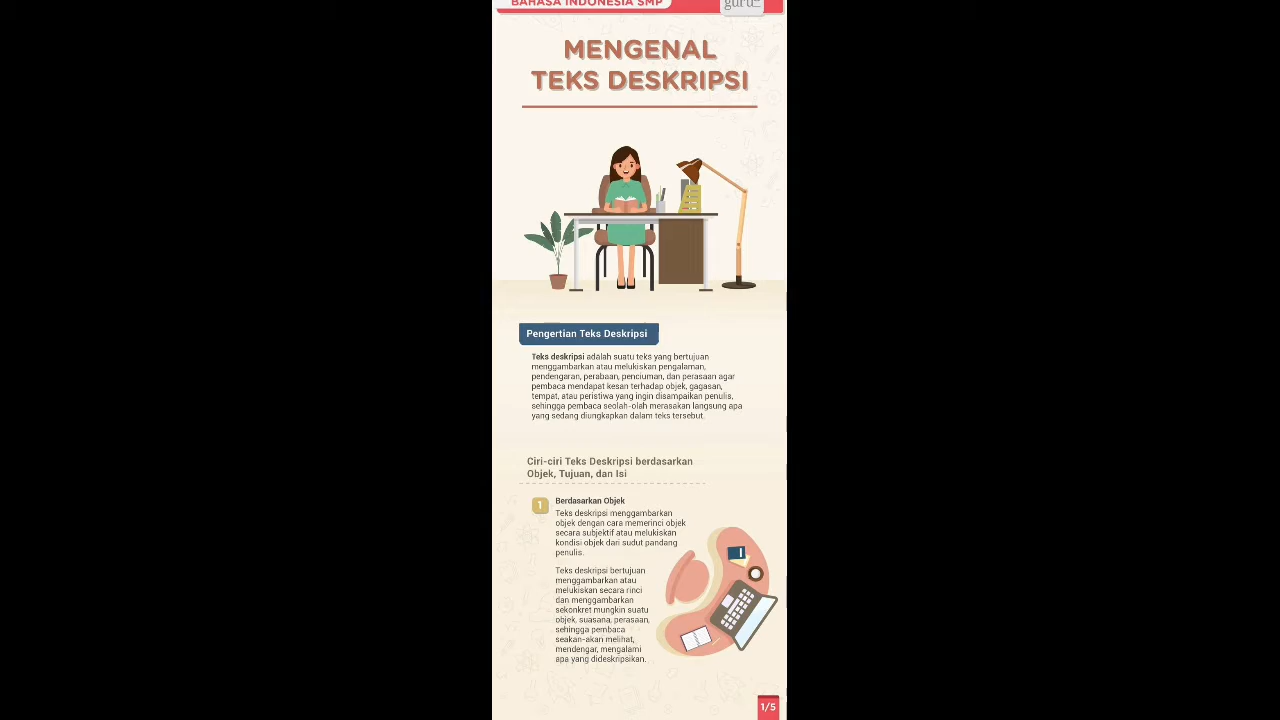 BAHASA INDONESIA SMP
guru
MENGENAL
TEKS DESKRIPSI
Pengertian Teks Deskripsi
Teks deskripsi adalah suatu teks yang bertujuan
menggambarkan atau melukiskan pengalaman,
pendengaran, perabaan, penciuman, dan perasaan agar
pembaca mendapat kesan terhadap objek, gagasan,
tempat, atau peristiwa yang ingin disampaikan penulis,
sehingga pembaca seolah-olah merasakan langsung apa
yang sedang diungkapkan dalam teks tersebut.
Ciri-ciri Teks Deskripsi berdasarkan
Objek, Tujuan, dan Isi
1
Berdasarkan Objek
Teks deskripsi menggambarkan
objek dengan cara memerinci objek
secara subjektif atau melukiskan
kondisi objek dari sudut pandang
penulis.
Teks deskripsi bertujuan
menggambarkan atau
melukiskan secara rinci
dan menggambarkan
sekonkret mungkin suatu
objek, suasana, perasaan,
sehingga pembaca
seakan-akan melihat,
mendengar, mengalami
apa yang dideskripsikan.
1/5